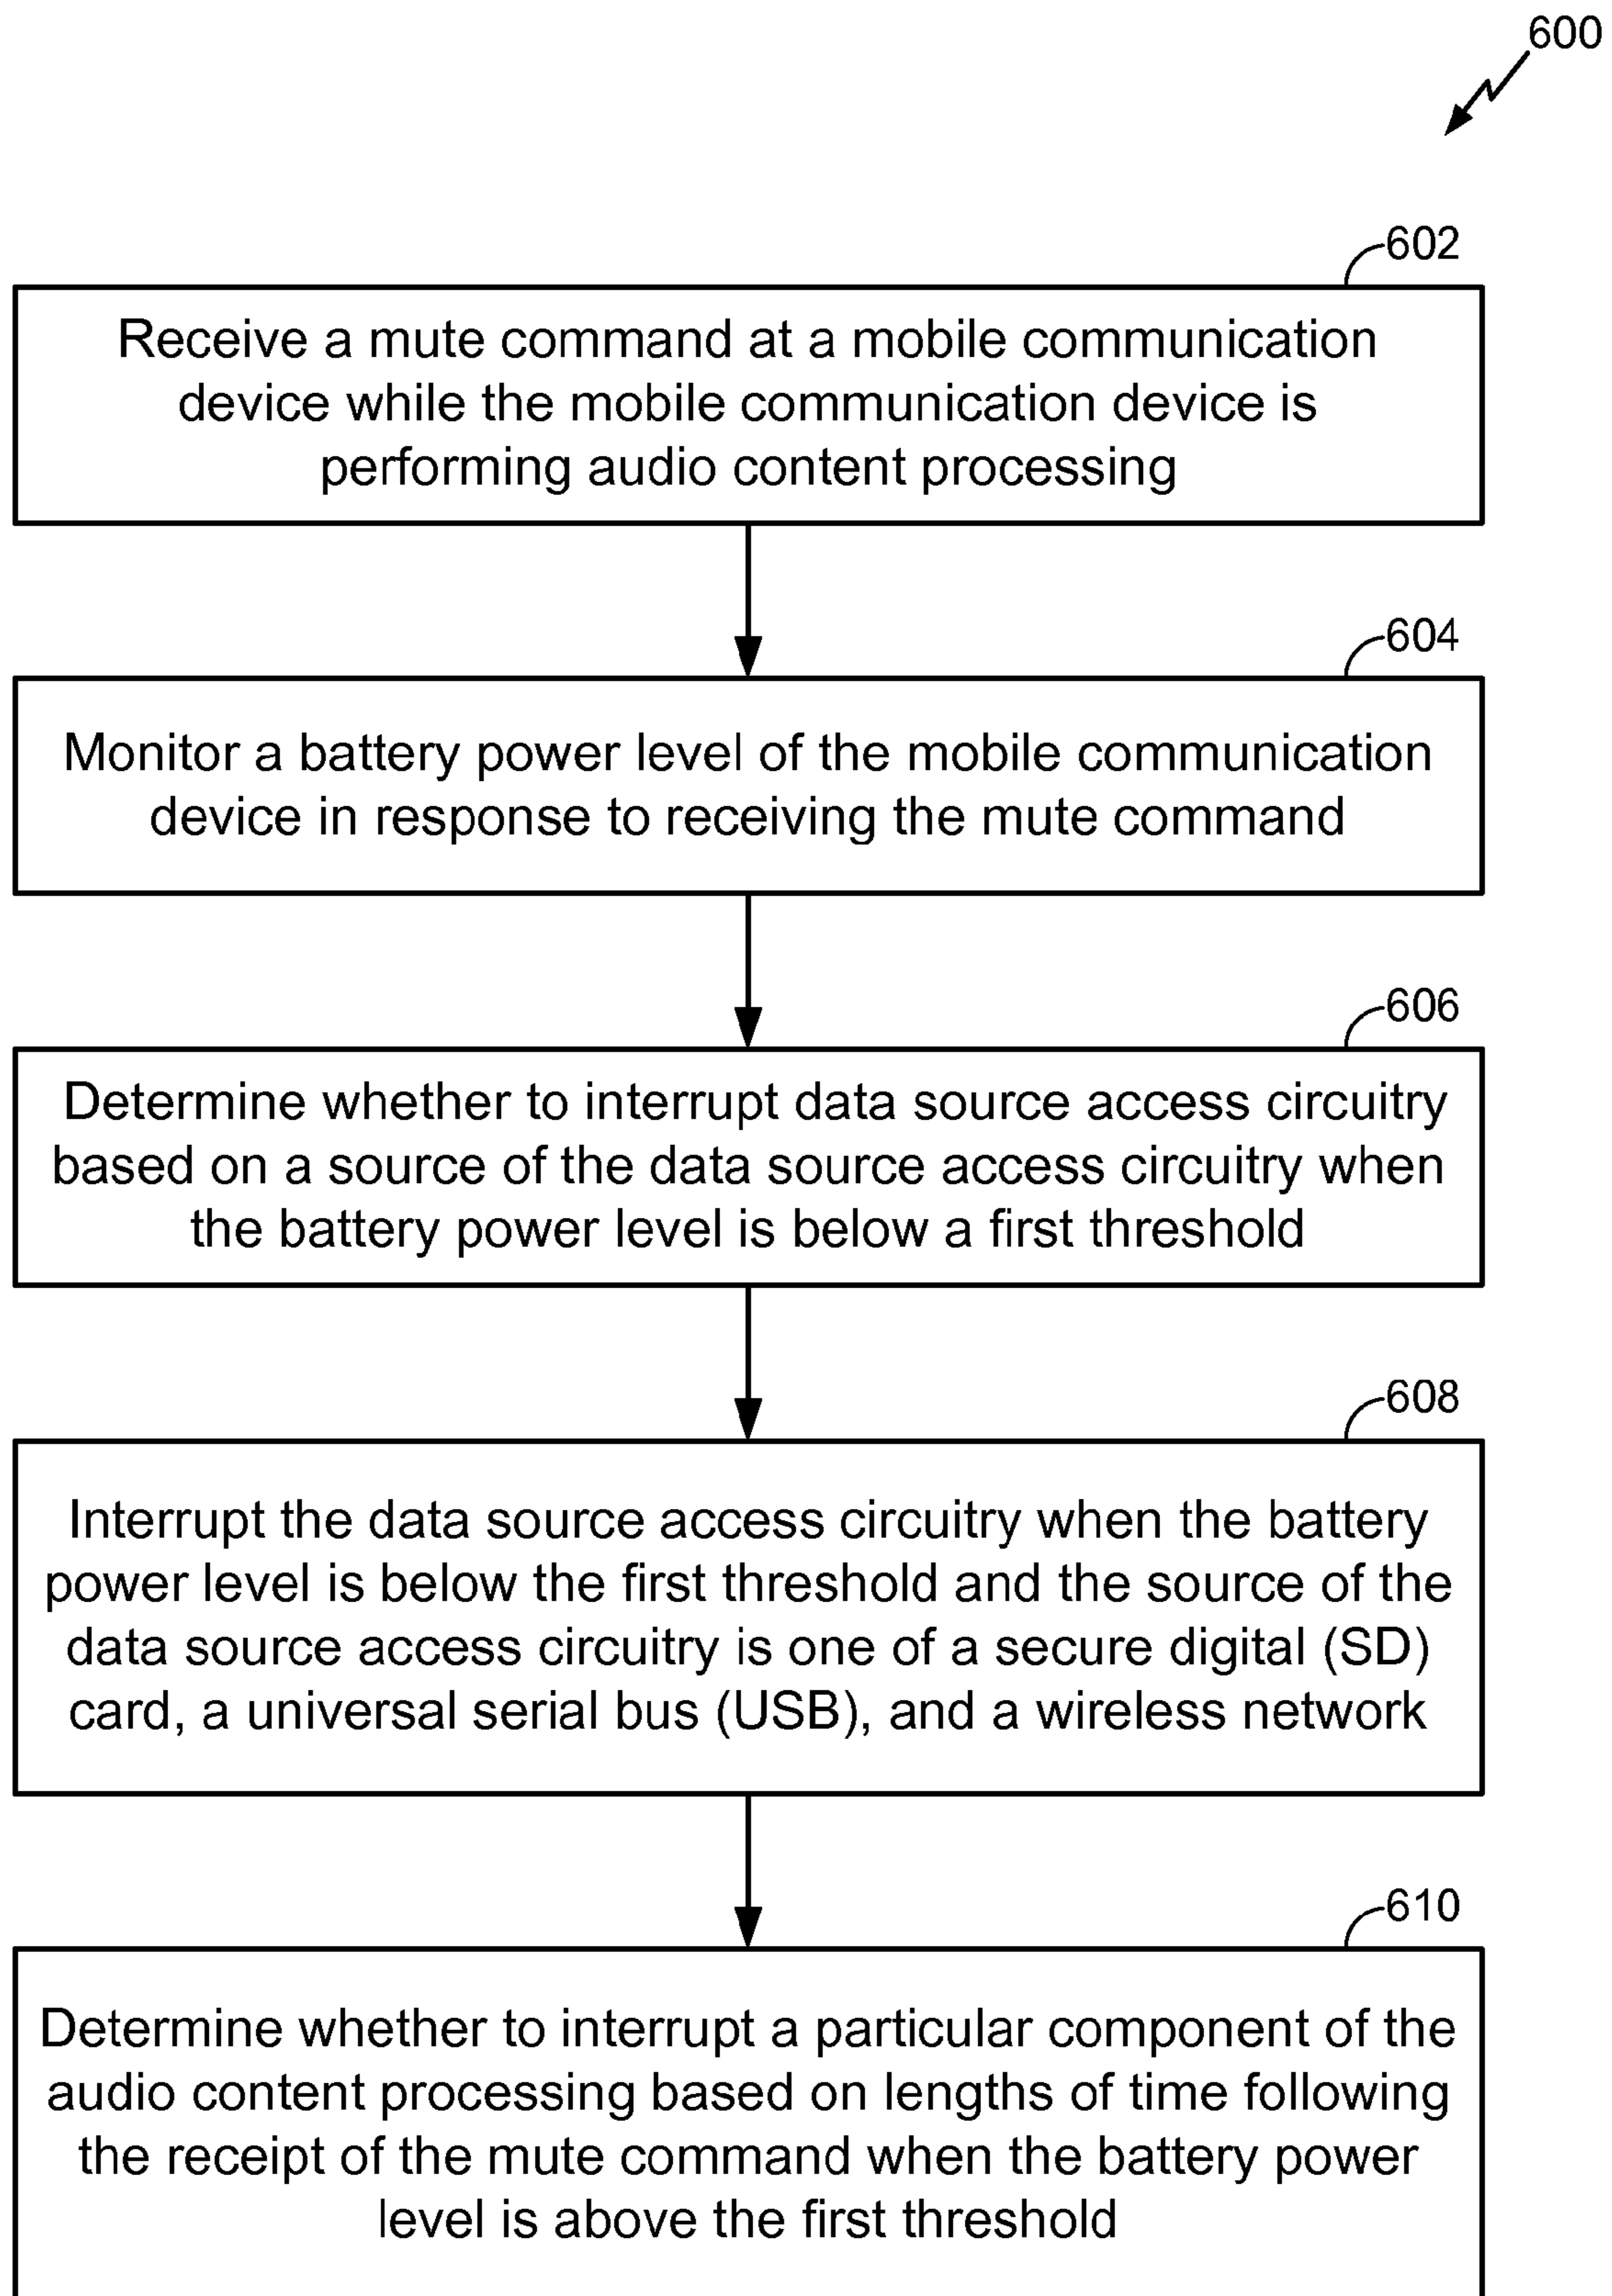 600
602
Receive a mute command at a mobile communication
device while the mobile communication device is
performing audio content processing
604
Monitor a battery power level of the mobile communication
device in response to receiving the mute command
606
Determine whether to interrupt data source access circuitry
based on a source of the data source access circuitry when
the battery power level is below a first threshold
608
Interrupt the data source access circuitry when the battery
power level is below the first threshold and the source of the
data source access circuitry is one of a secure digital (SD)
card, a universal serial bus (USB), and a wireless network
610
Determine whether to interrupt a particular component of the
audio content processing based on lengths of time following
the receipt of the mute command when the battery power
level is above the first threshold